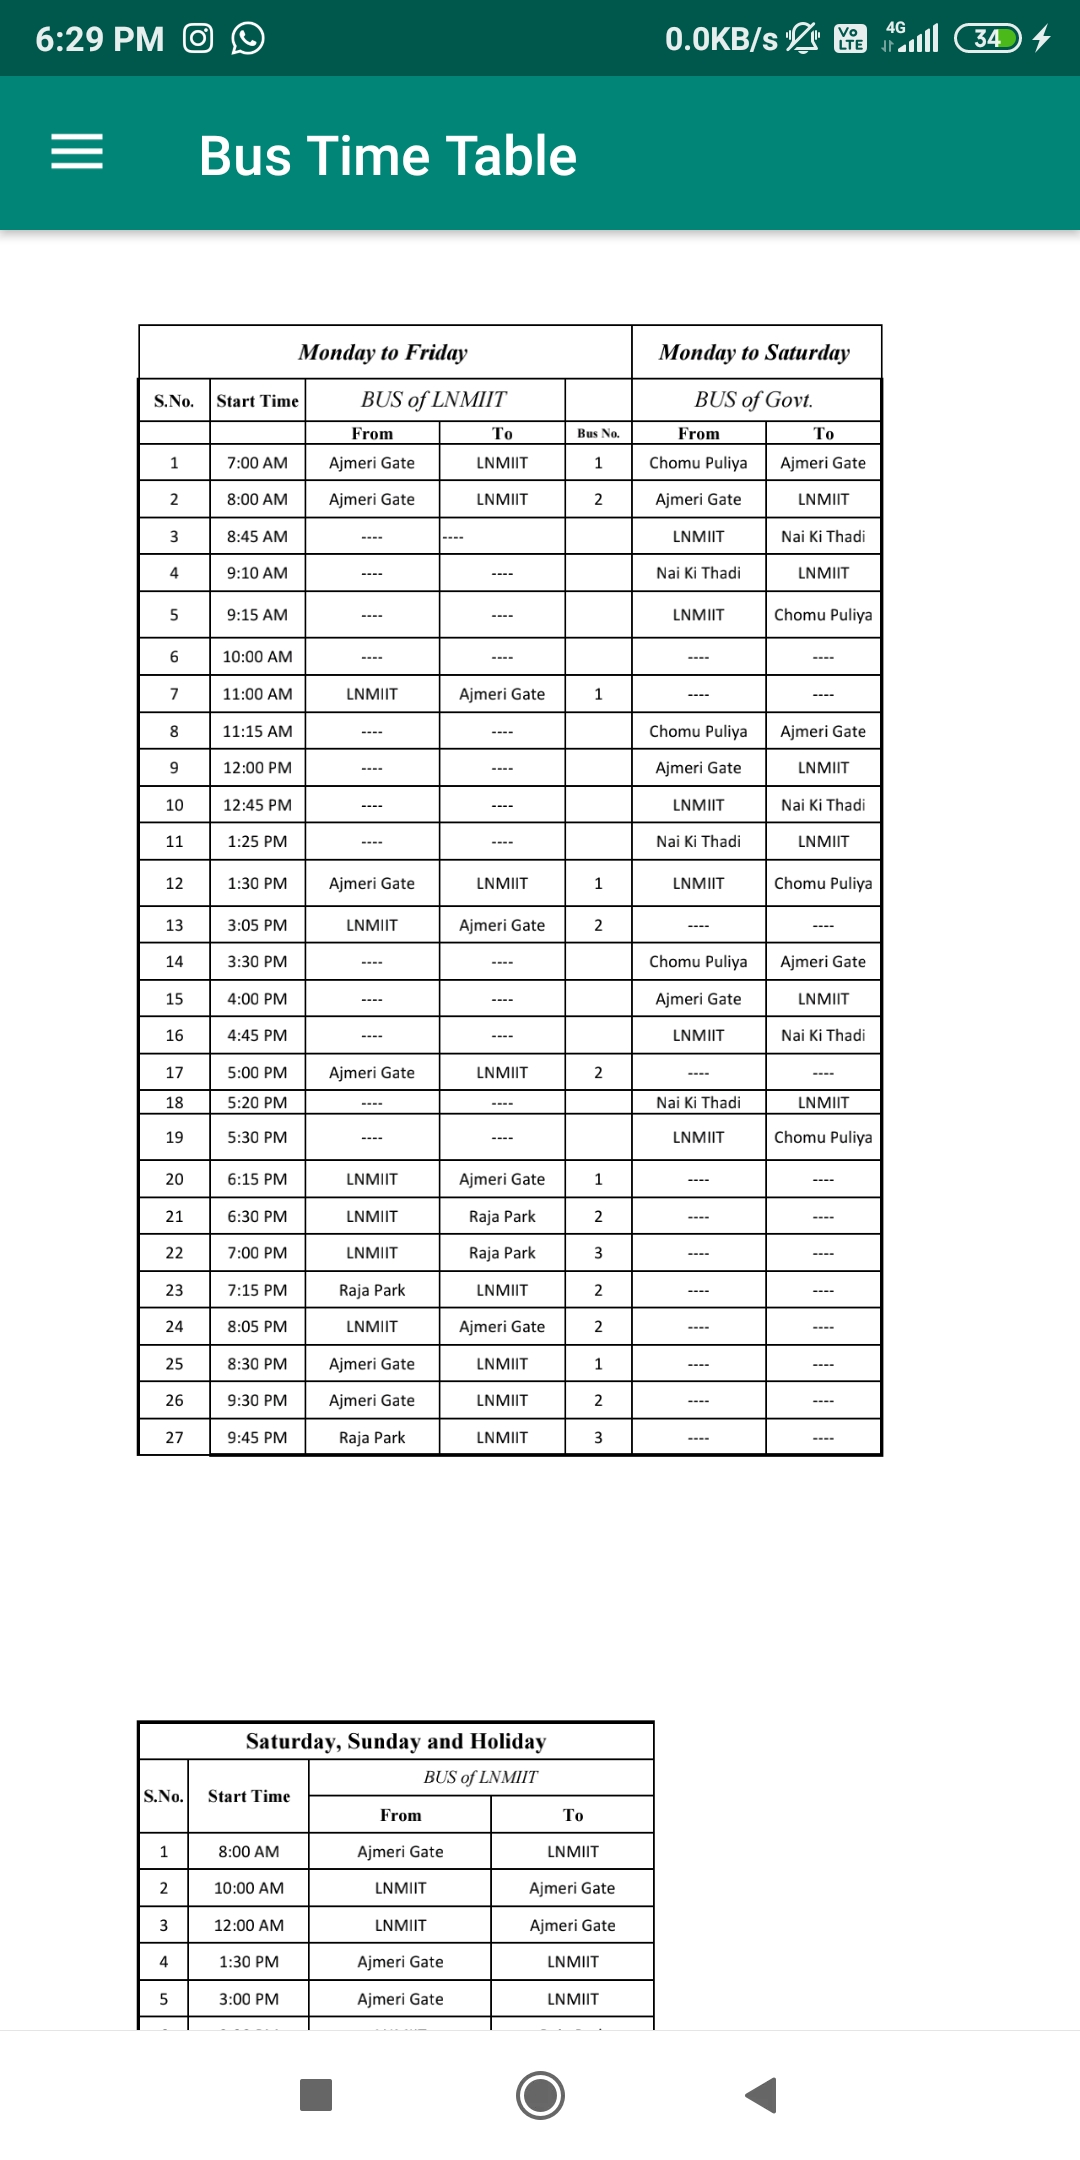 6:29 PM 0.0KB/s Vo LTE 4G 34
Bus Time Table
Monday to Friday Monday to Saturday
S.No. Start Time BUS of LNMIIT BUS of Govt.
From To Bus No. From To
1 7:00 AM Ajmeri Gate LNMIIT 1 Chomu Puliya Ajmeri Gate
2 8:00 AM Ajmeri Gate LNMIIT 2 Ajmeri Gate LNMIIT
3 8:45 AM ---- ---- LNMIIT Nai Ki Thadi
4 9:10 AM ---- ---- Nai Ki Thadi LNMIIT
5 9:15 AM ---- ---- LNMIIT Chomu Puliya
6 10:00 AM ---- ---- ---- ----
7 11:00 AM LNMIIT Ajmeri Gate 1 ---- ----
8 11:15 AM ---- ---- Chomu Puliya Ajmeri Gate
9 12:00 PM ---- ---- Ajmeri Gate LNMIIT
10 12:45 PM ---- ---- LNMIIT Nai Ki Thadi
11 1:25 PM ---- ---- Nai Ki Thadi LNMIIT
12 1:30 PM Ajmeri Gate LNMIIT 1 LNMIIT Chomu Puliya
13 3:05 PM LNMIIT Ajmeri Gate 2 ---- ----
14 3:30 PM ---- ---- Chomu Puliya Ajmeri Gate
15 4:00 PM ---- ---- Ajmeri Gate LNMIIT
16 4:45 PM ---- ---- LNMIIT Nai Ki Thadi
17 5:00 PM Ajmeri Gate LNMIIT 2 ---- ----
18 5:20 PM ---- ---- Nai Ki Thadi LNMIIT
19 5:30 PM ---- ---- LNMIIT Chomu Puliya
20 6:15 PM LNMIIT Ajmeri Gate 1 ---- ----
21 6:30 PM LNMIIT Raja Park 2 ---- ----
22 7:00 PM LNMIIT Raja Park 3 ---- ----
23 7:15 PM Raja Park LNMIIT 2 ---- ----
24 8:05 PM LNMIIT Ajmeri Gate 2 ---- ----
25 8:30 PM Ajmeri Gate LNMIIT 1 ---- ----
26 9:30 PM Ajmeri Gate LNMIIT 2 ---- ----
27 9:45 PM Raja Park LNMIIT 3 ---- ----
Saturday, Sunday and Holiday
BUS of LNMIIT
S.No. Start Time
From To
1 8:00 AM Ajmeri Gate LNMIIT
2 10:00 AM LNMIIT Ajmeri Gate
3 12:00 AM LNMIIT Ajmeri Gate
4 1:30 PM Ajmeri Gate LNMIIT
5 3:00 PM Ajmeri Gate LNMIIT